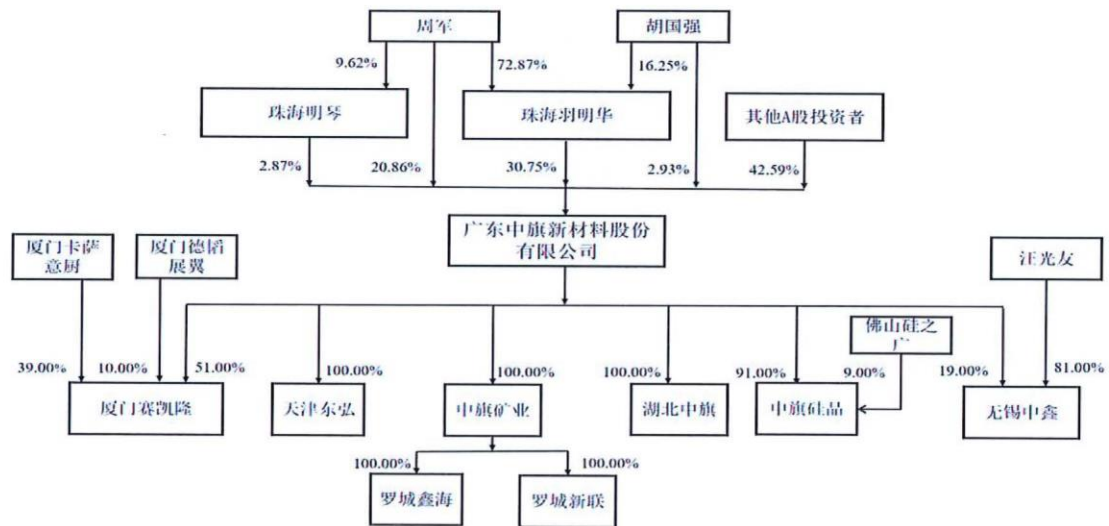 周军
胡国强
9.62%
72.87%
16.25%
珠海明琴
珠海羽明华
其他A股投资者
2.87%
20.86%
30.75%
2.93%
42.59%
广东中旗新材料股份
有限公司
厦门卡萨
意厨
厦门德韬
展翼
汪光友
佛山硅之
广
39.00%
10.00%
51.00%
100.00%
100.00%
100.00%
91.00%
9.00%
19.00%
81.00%
厦门赛凯隆
天津东弘
中旗矿业
湖北中旗
中旗硅晶
无锡中鑫
100.00%
100.00%
罗城鑫海
罗城新联